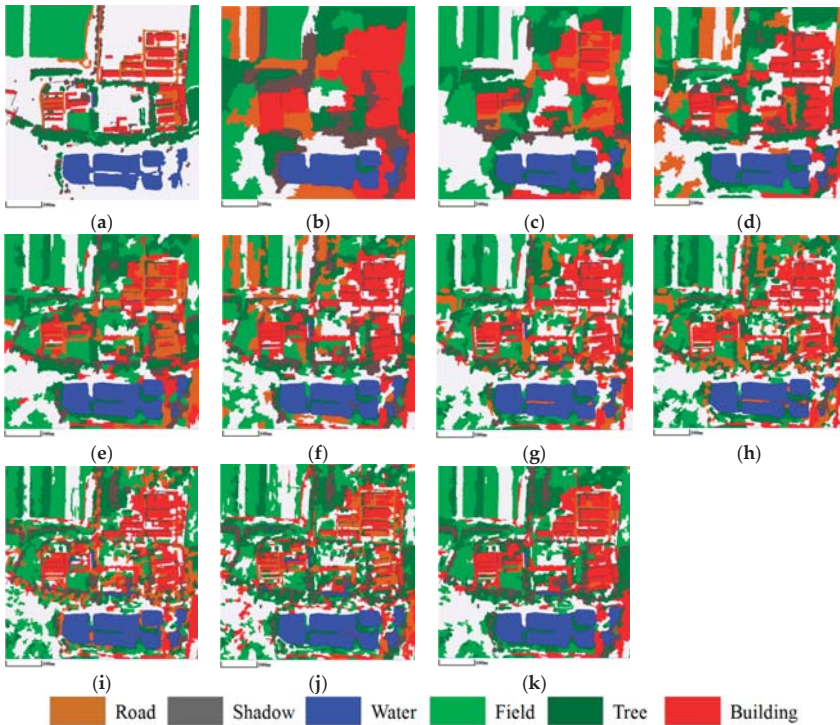 (a) (b) (c) (d)
(e) (f) (g) (h)
(i) (j) (k)
Road Shadow Water Field Tree Building